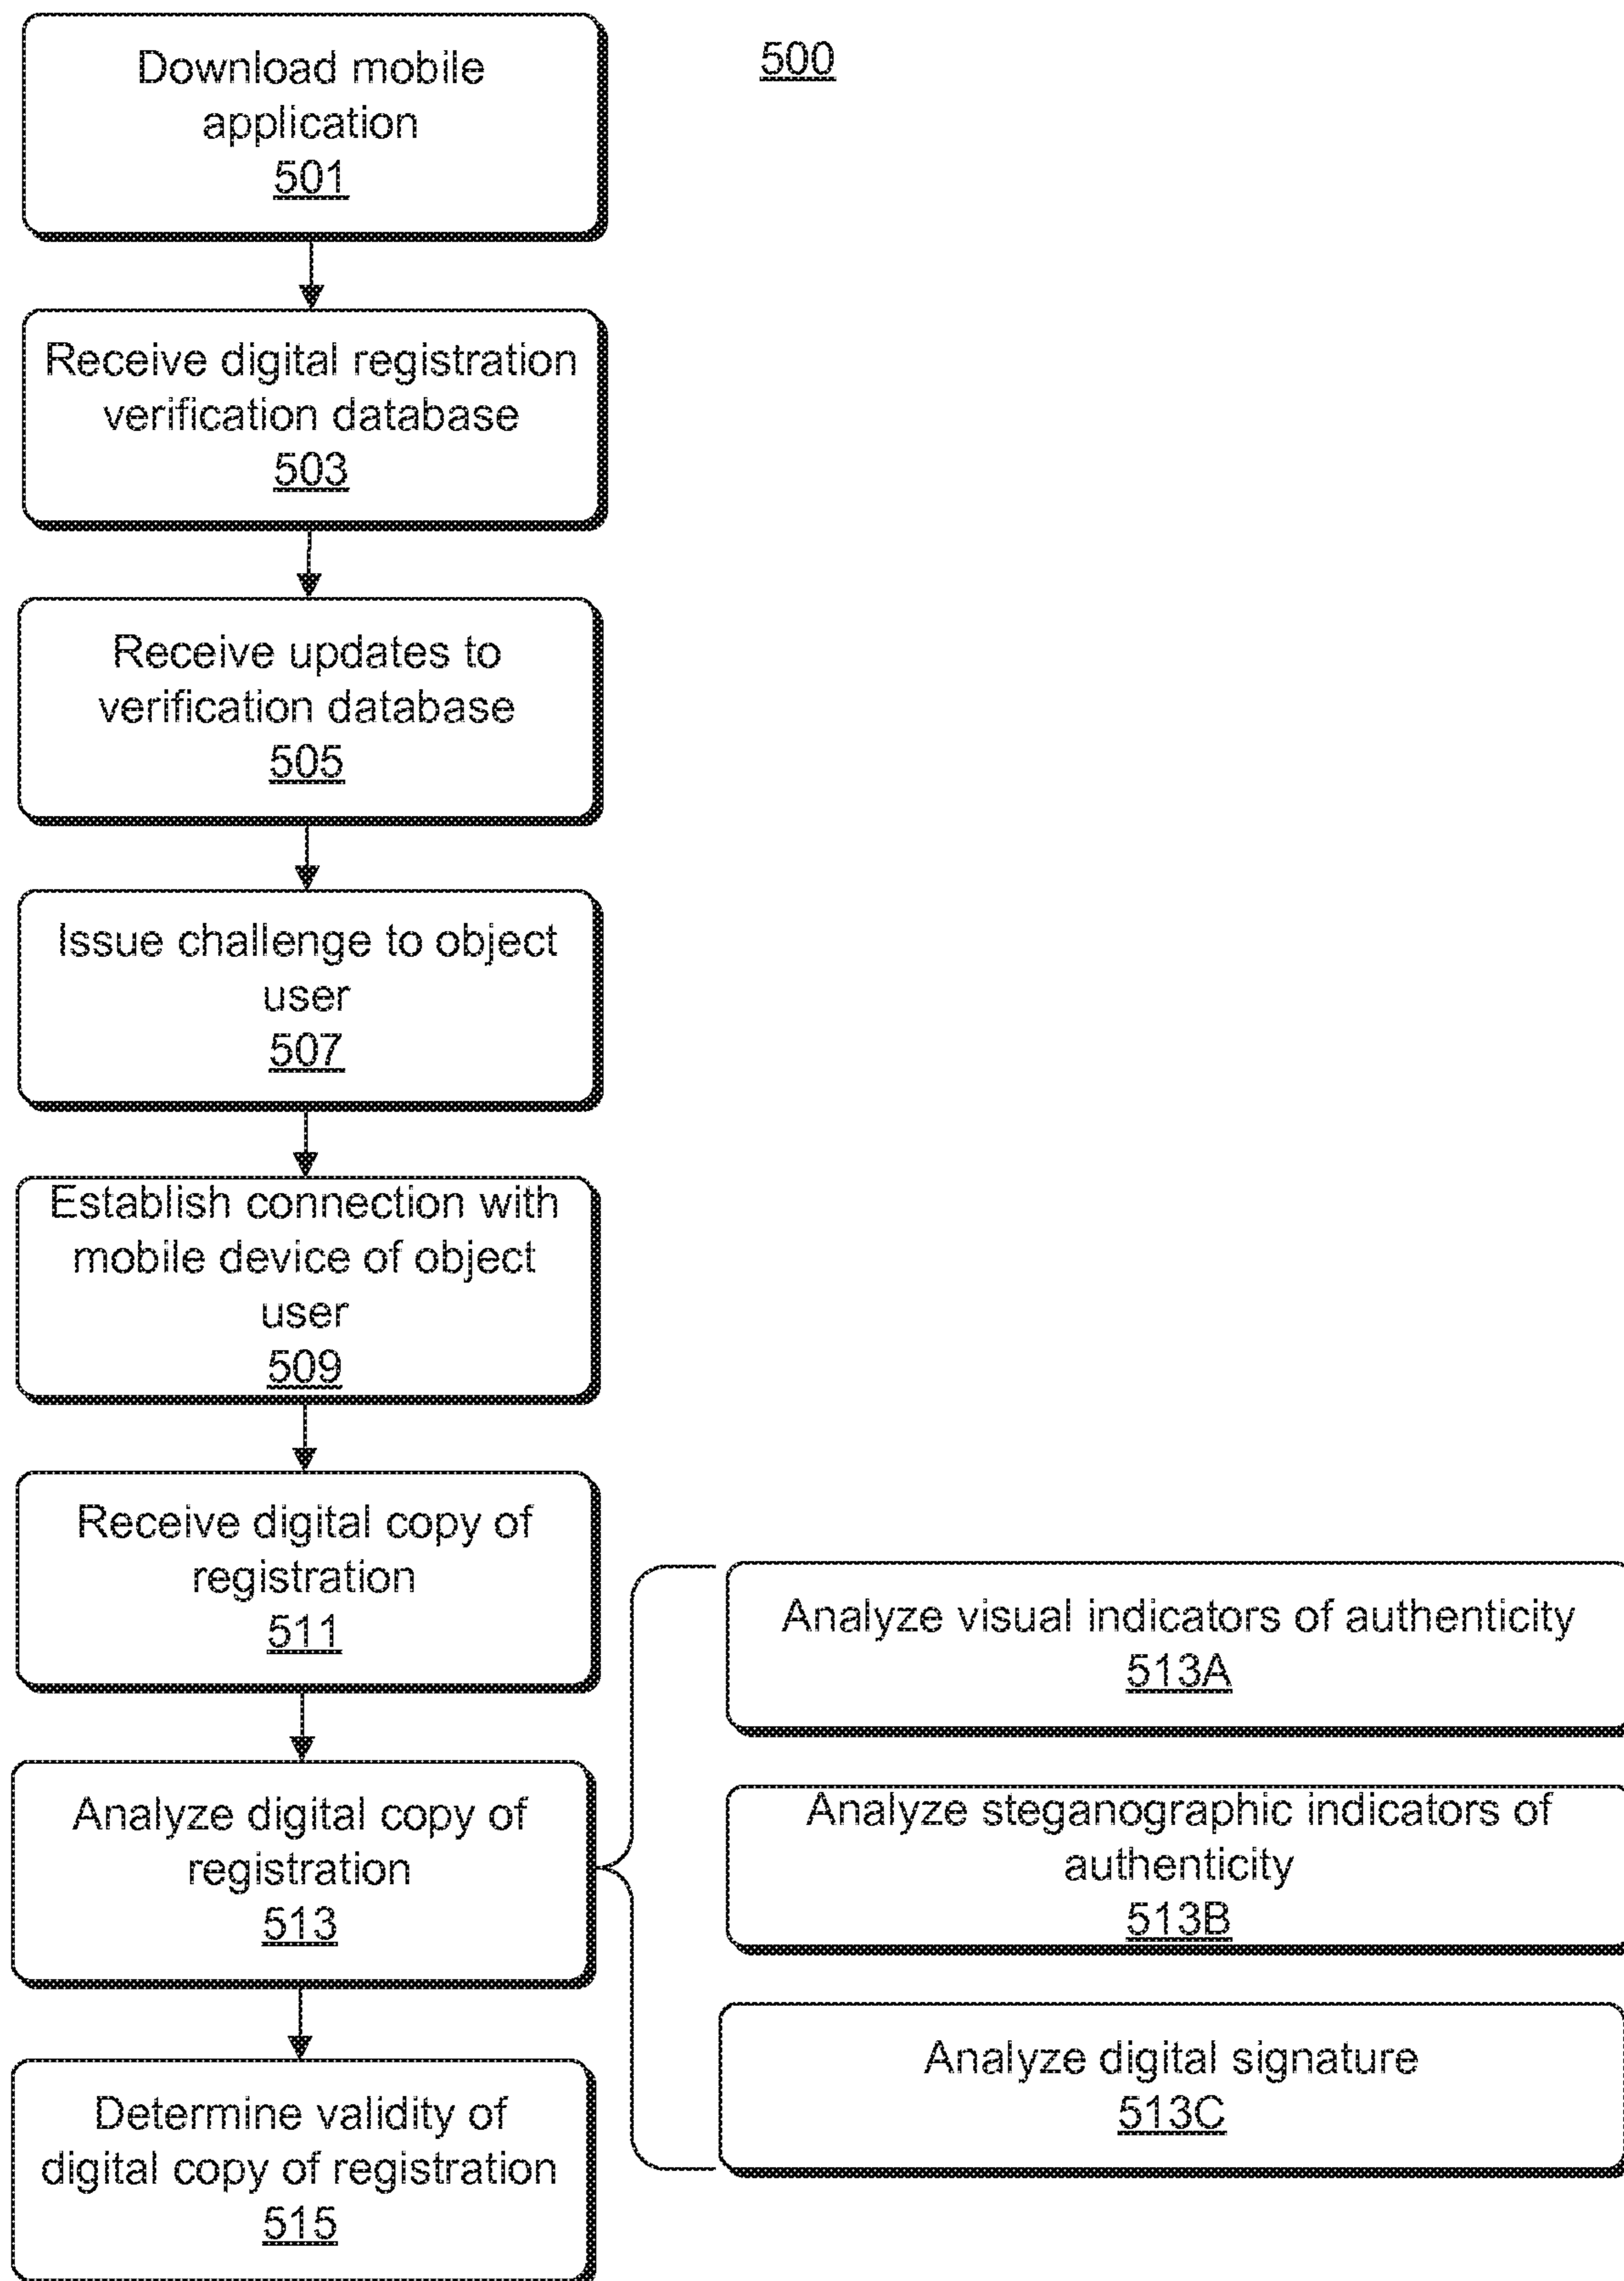 500
Download mobile
application
501
Receive digital registration
verification database
503
Receive updates to
verification database
505
Issue challenge to object
user
507
Establish connection with
mobile device of object
user
509
Receive digital copy of
registration
511
Analyze digital copy of
registration
513
Analyze visual indicators of authenticity
513A
Analyze steganographic indicators of
authenticity
513B
Analyze digital signature
513C
Determine validity of
digital copy of registration
515